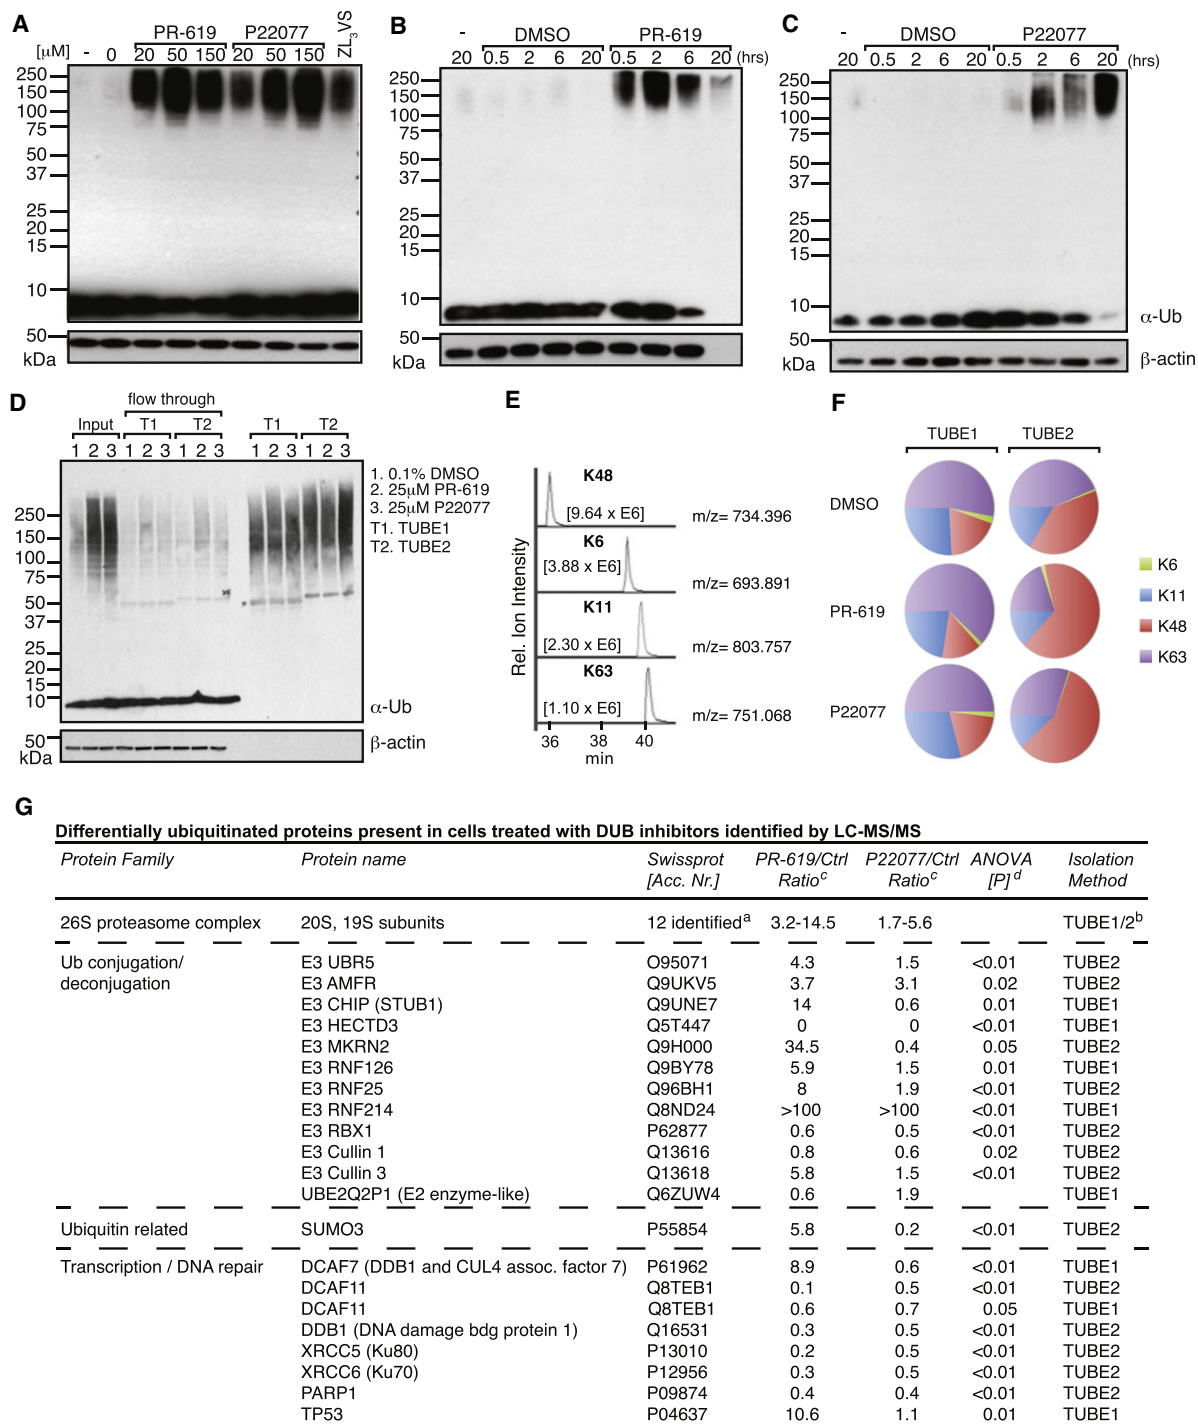 A
PR-619 P22077 ZL3VS
[μM] - 0 20 50 150 20 50 150
250
150
100
75
50
37
25
20
15
10
50
kDa
B
- DMSO PR-619
20 0.5 2 6 20 0.5 2 6 20 (hrs)
250
150
100
75
50
37
25
20
15
10
50
kDa
C
- DMSO P22077
20 0.5 2 6 20 0.5 2 6 20 (hrs)
250
150
100
75
50
37
25
20
15
10
α-Ub
50
kDa
β-actin
D
flow through
Input T1 T2 T1 T2
1 2 3 1 2 3 1 2 3 1 2 3 1 2 3
1. 0.1% DMSO
2. 25μM PR-619
3. 25μM P22077
T1. TUBE1
T2. TUBE2
250
150
100
75
50
37
25
20
15
10
α-Ub
50
kDa
β-actin
E
Rel. Ion Intensity
K48
[9.64 x E6] m/z= 734.396
K6
[3.88 x E6] m/z= 693.891
K11
[2.30 x E6] m/z= 803.757
K63
[1.10 x E6] m/z= 751.068
36 38 40
min
F
TUBE1 TUBE2
DMSO
PR-619
P22077
K6
K11
K48
K63
G
Differentially ubiquitinated proteins present in cells treated with DUB inhibitors identified by LC-MS/MS
Protein Family Protein name Swissprot PR-619/Ctrl P22077/Ctrl ANOVA Isolation
[Acc. Nr.] Ratioc Ratioc [P]d Method
26S proteasome complex 20S, 19S subunits 12 identifieda 3.2-14.5 1.7-5.6 TUBE1/2b
Ub conjugation/ E3 UBR5 O95071 4.3 1.5 <0.01 TUBE2
deconjugation E3 AMFR Q9UKV5 3.7 3.1 0.02 TUBE2
E3 CHIP (STUB1) Q9UNE7 14 0.6 0.01 TUBE1
E3 HECTD3 Q5T447 0 0 <0.01 TUBE1
E3 MKRN2 Q9H000 34.5 0.4 0.05 TUBE2
E3 RNF126 Q9BY78 5.9 1.5 0.01 TUBE1
E3 RNF25 Q96BH1 8 1.9 <0.01 TUBE2
E3 RNF214 Q8ND24 >100 >100 <0.01 TUBE1
E3 RBX1 P62877 0.6 0.5 <0.01 TUBE2
E3 Cullin 1 Q13616 0.8 0.6 0.02 TUBE2
E3 Cullin 3 Q13618 5.8 1.5 <0.01 TUBE2
UBE2Q2P1 (E2 enzyme-like) Q6ZUW4 0.6 1.9 TUBE1
Ubiquitin related SUMO3 P55854 5.8 0.2 <0.01 TUBE2
Transcription / DNA repair DCAF7 (DDB1 and CUL4 assoc. factor 7) P61962 8.9 0.6 <0.01 TUBE1
DCAF11 Q8TEB1 0.1 0.5 <0.01 TUBE2
DCAF11 Q8TEB1 0.6 0.7 0.05 TUBE1
DDB1 (DNA damage bdg protein 1) Q16531 0.3 0.5 <0.01 TUBE2
XRCC5 (Ku80) P13010 0.2 0.5 <0.01 TUBE2
XRCC6 (Ku70) P12956 0.3 0.5 <0.01 TUBE2
PARP1 P09874 0.4 0.4 <0.01 TUBE2
TP53 P04637 10.6 1.1 0.01 TUBE1